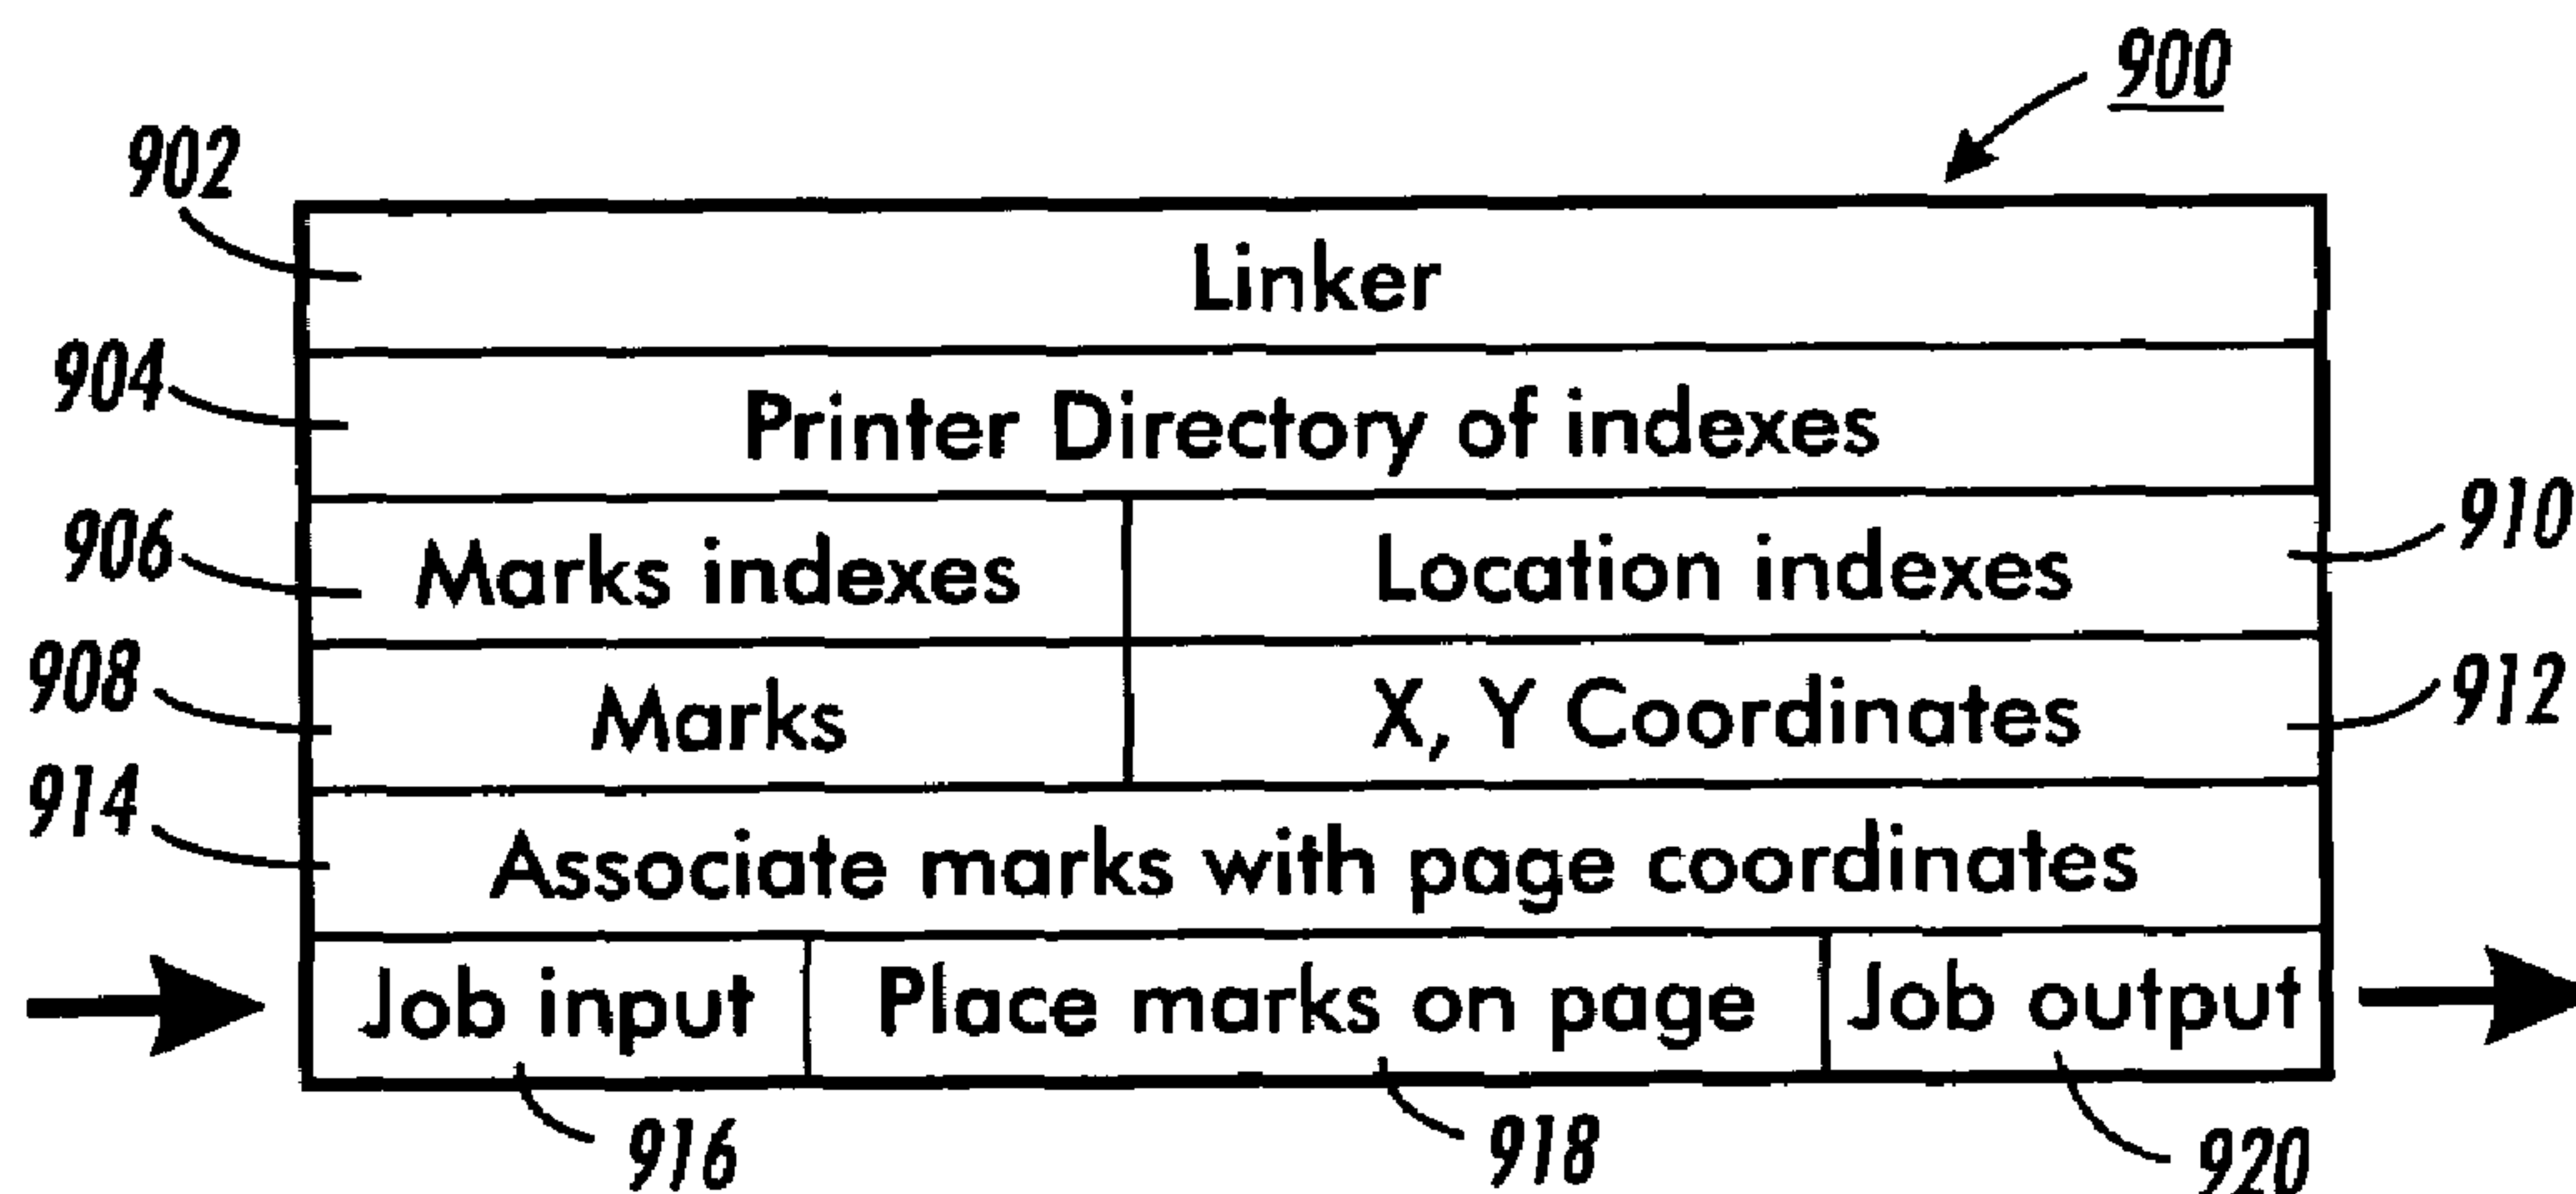 900
902
Linker
904
Printer Directory of indexes
906
Marks indexes
Location indexes
910
908
Marks
X, Y Coordinates
912
914
Associate marks with page coordinates
Job input
Place marks on page
Job output
916
918
920